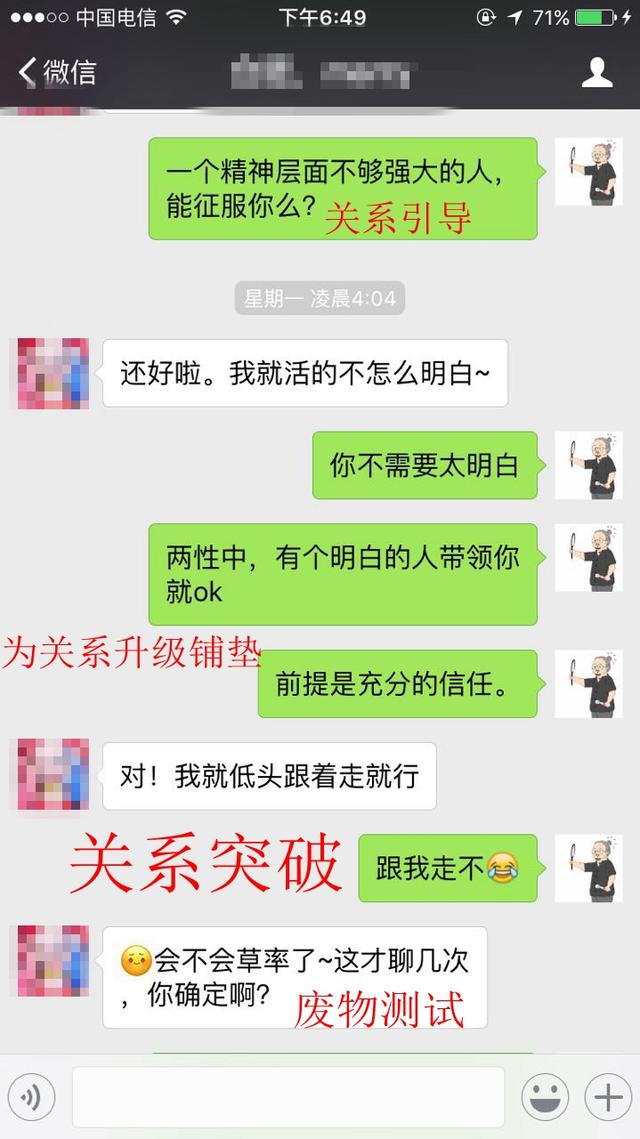 中国电信 下午6:49 71%
微信
一个精神层面不够强大的人，
能征服你么？ 关系引导
星期一 凌晨4:04
还好啦。我就活的不怎么明白~
你不需要太明白
两性中，有个明白的人带领你
就ok
为关系升级铺垫
前提是充分的信任。
对！我就低头跟着走就行
关系突破 跟我走不😂
☺️会不会草率了~这才聊几次
，你确定啊？ 废物测试